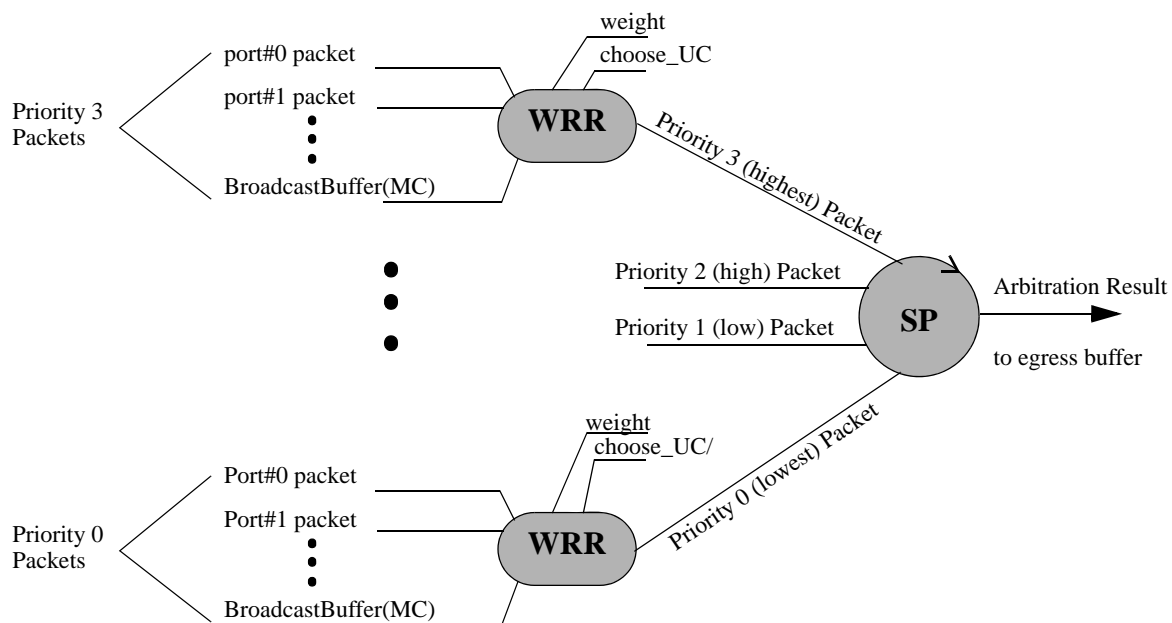 weight
choose_UC
port#0 packet
port#1 packet
Priority 3
Packets
WRR
BroadcastBuffer(MC)
Priority 3 (highest) Packet
Priority 2 (high) Packet
Priority 1 (low) Packet
SP
Arbitration Result
to egress buffer
Priority 0 (lowest) Packet
weight
choose_UC/
Port#0 packet
Port#1 packet
Priority 0
Packets
WRR
BroadcastBuffer(MC)